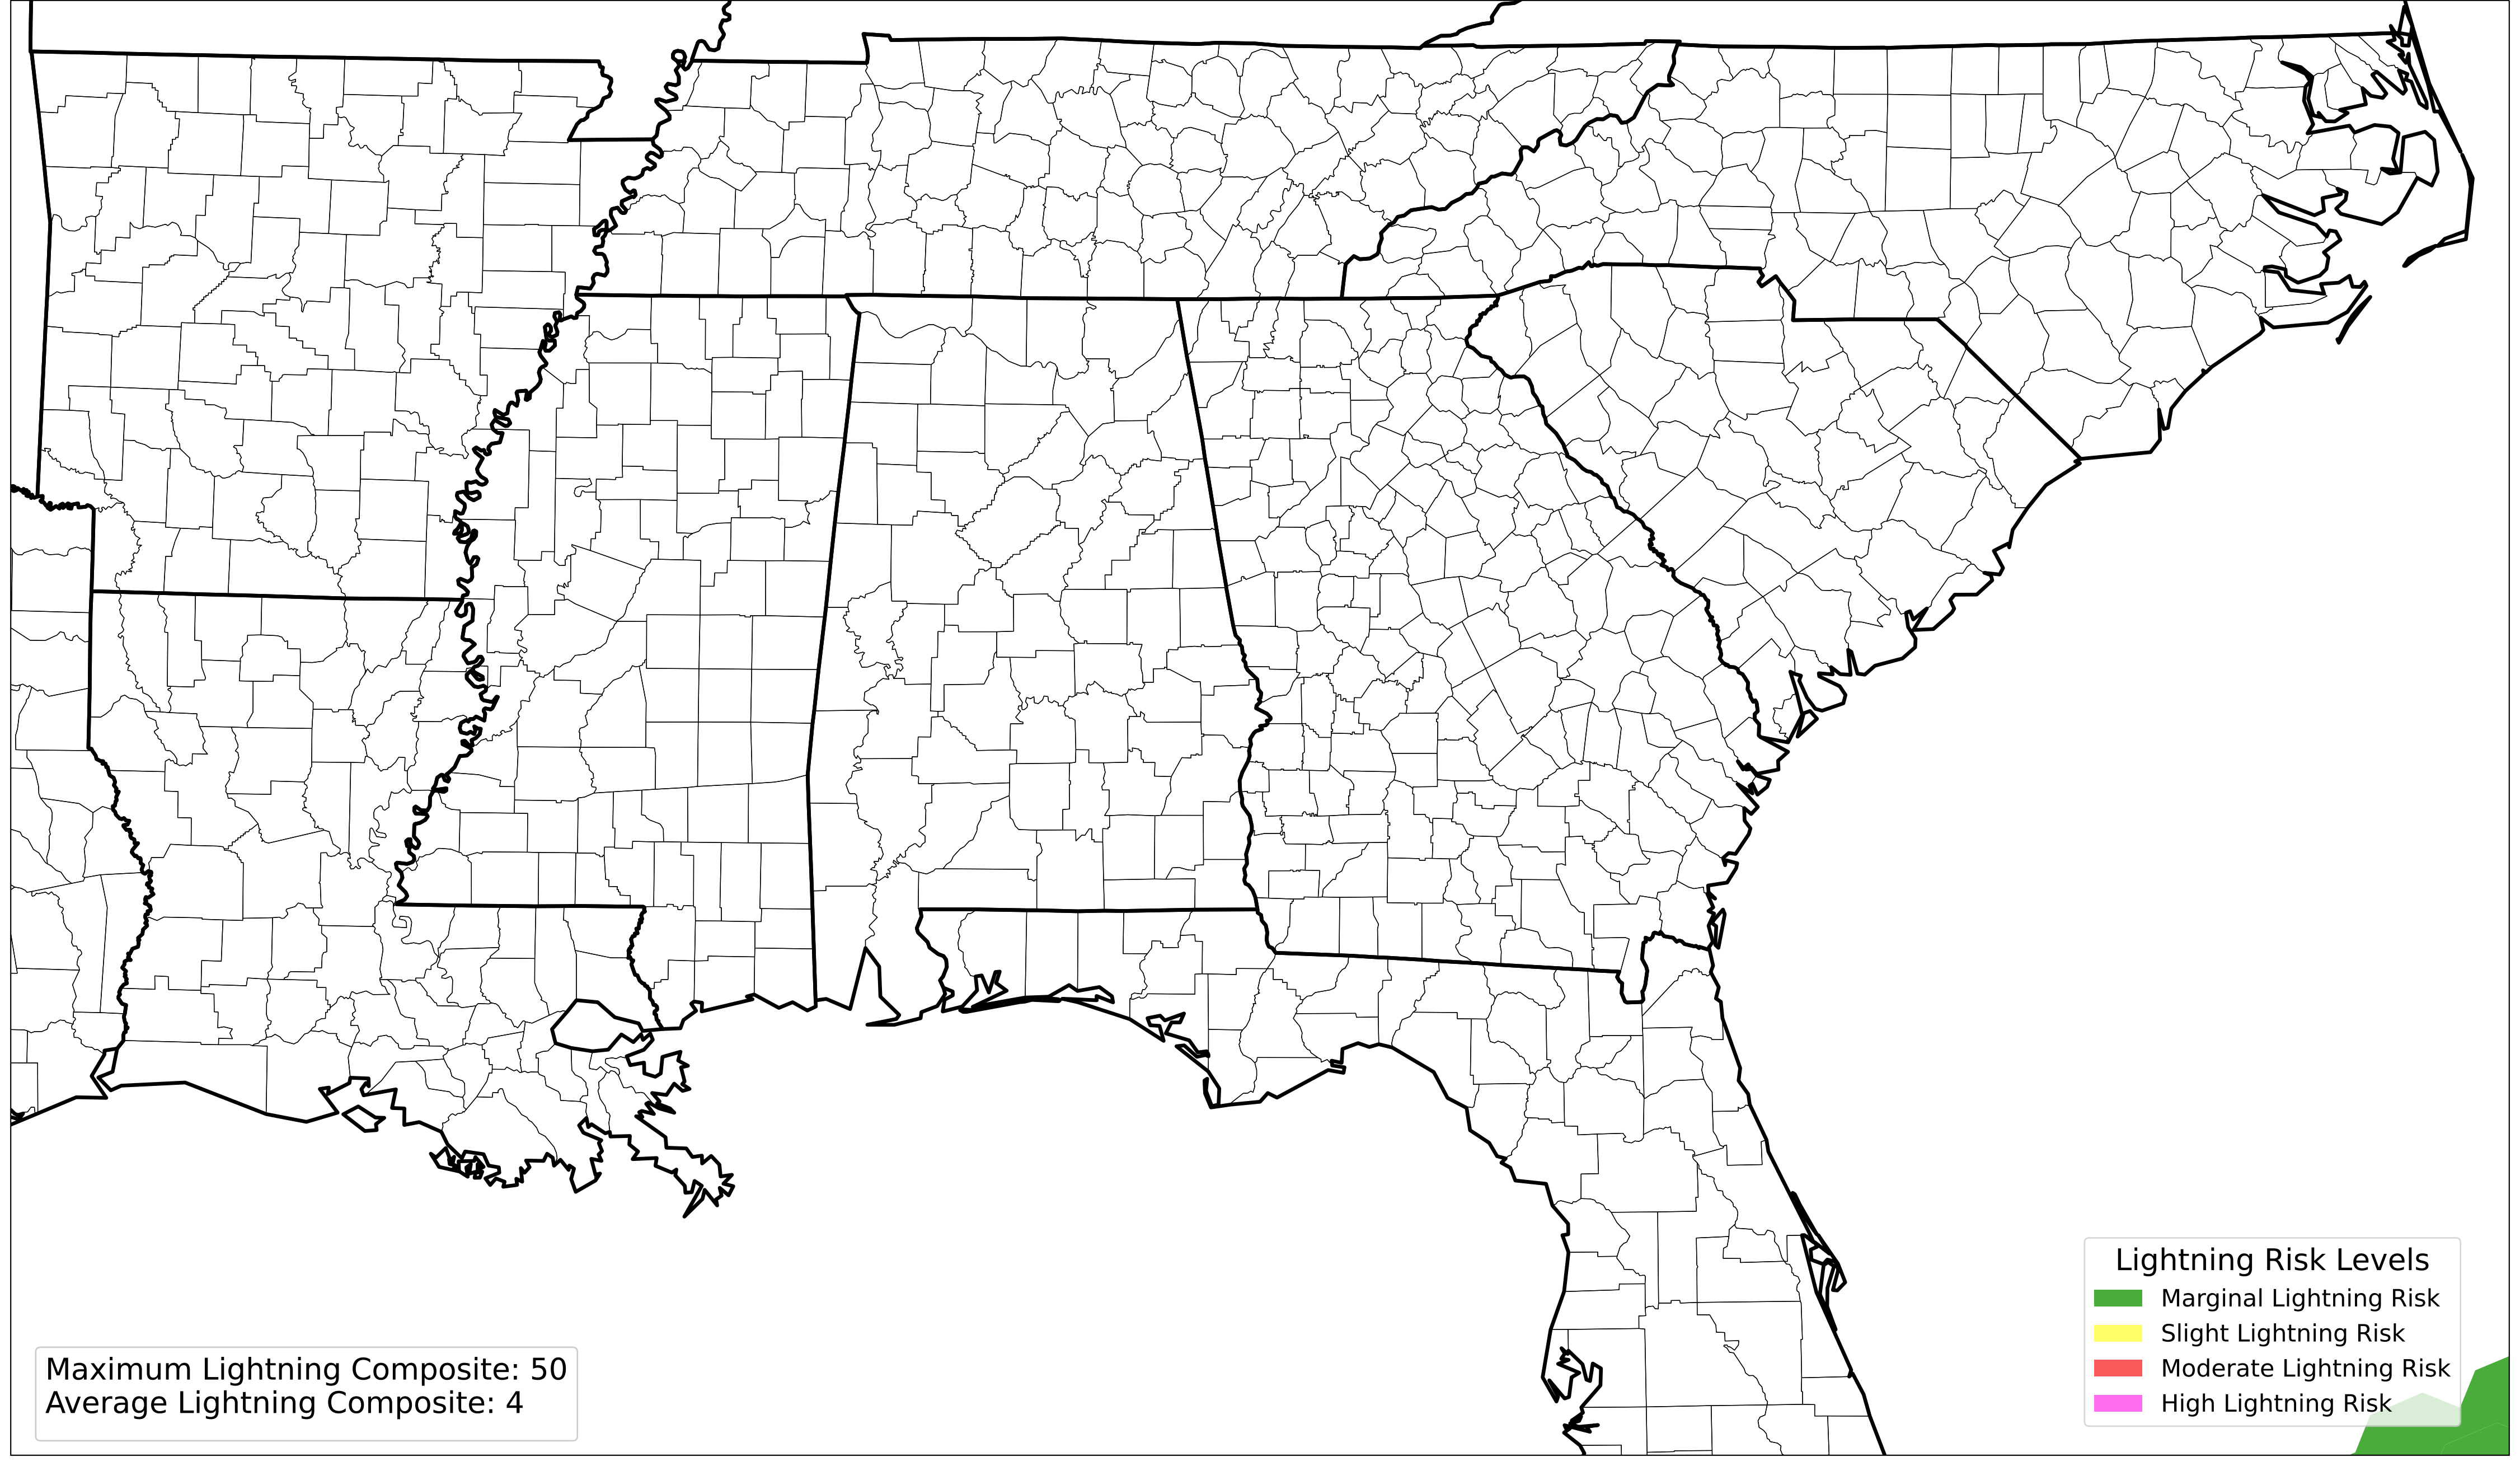 Lightning Risk Levels
Marginal Lightning Risk
Slight Lightning Risk
Moderate Lightning Risk
High Lightning Risk
Maximum Lightning Composite: 50
Average Lightning Composite: 4